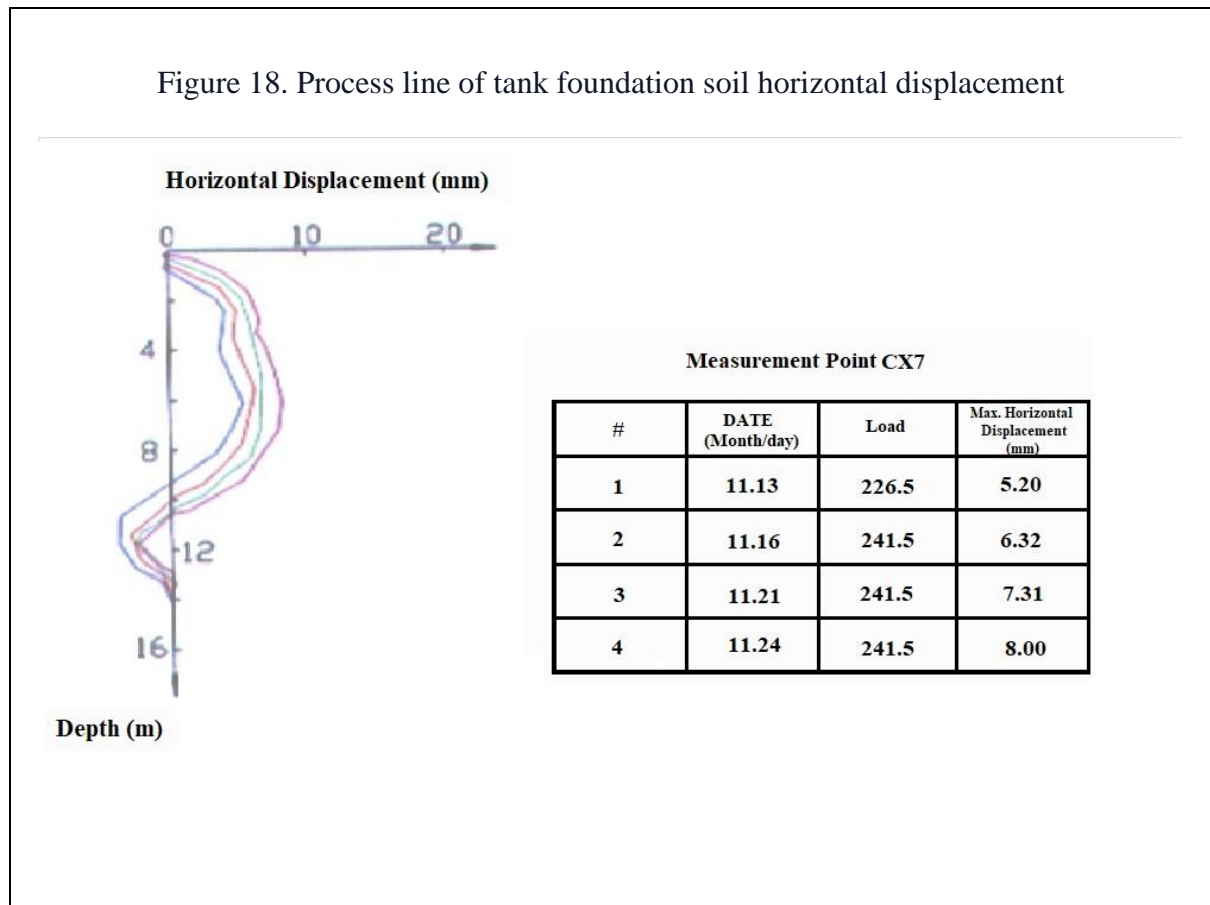 Figure 18. Process line of tank foundation soil horizontal displacement
Horizontal Displacement (mm)
0 10 20
4
8
12
16
Depth (m)
Measurement Point CX7
# DATE (Month/day) Load Max. Horizontal Displacement (mm)
1 11.13 226.5 5.20
2 11.16 241.5 6.32
3 11.21 241.5 7.31
4 11.24 241.5 8.00